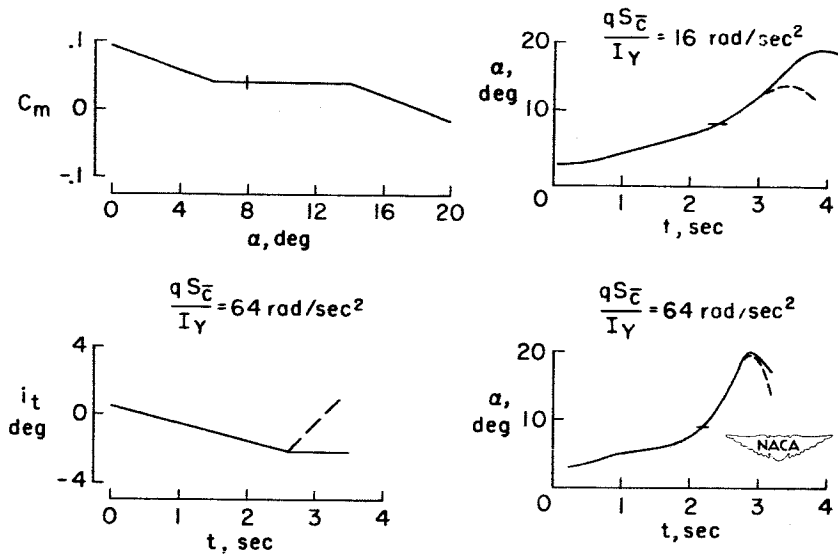 .1
C_m
0
-.1
0 4 8 12 16 20
α, deg
qSc̅/I_Y = 16 rad/sec²
α, deg
20
10
0
1 2 3 4
t, sec
qSc̅/I_Y = 64 rad/sec²
4
i_t deg
0
-4
0 1 2 3 4
t, sec
qSc̅/I_Y = 64 rad/sec²
20
α, deg
10
0
1 2 3 4
t, sec
NACA